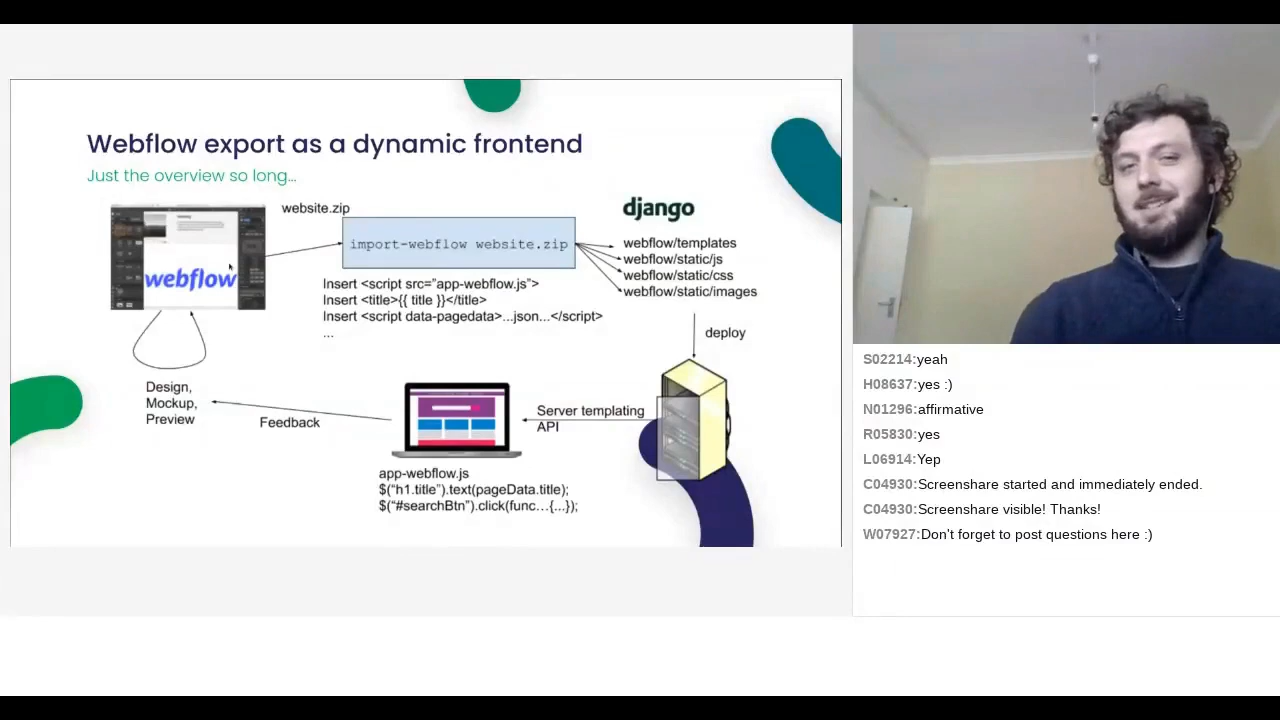 Webflow export as a dynamic frontend
Just the overview so long...
website.zip
webflow
import-webflow website.zip
django
webflow/templates
webflow/static/js
webflow/static/css
webflow/static/images
Insert <script src="app-webflow.js">
Insert <title>{{ title }}</title>
Insert <script data-pagedata>...json...</script>
...
deploy
Design,
Mockup,
Preview
Feedback
Server templating
API
app-webflow.js
$("h1.title").text(pageData.title);
$("#searchBtn").click(func…{...});
S02214:yeah
H08637:yes :)
N01296:affirmative
R05830:yes
L06914:Yep
C04930:Screenshare started and immediately ended.
C04930:Screenshare visible! Thanks!
W07927:Don't forget to post questions here :)